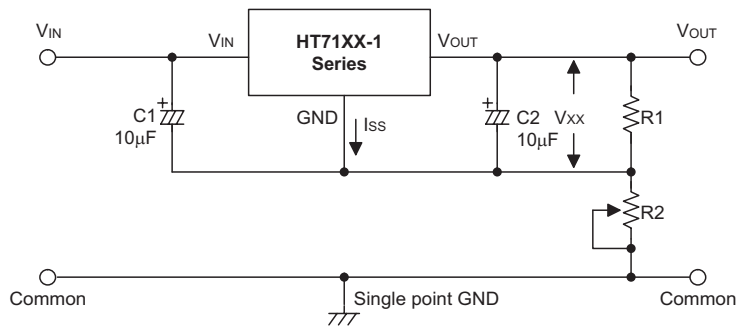 VIN
VIN
HT71XX-1
Series
VOUT
VOUT
C1
10μF
GND
ISS
C2
10μF
VXX
R1
R2
Common
Single point GND
Common